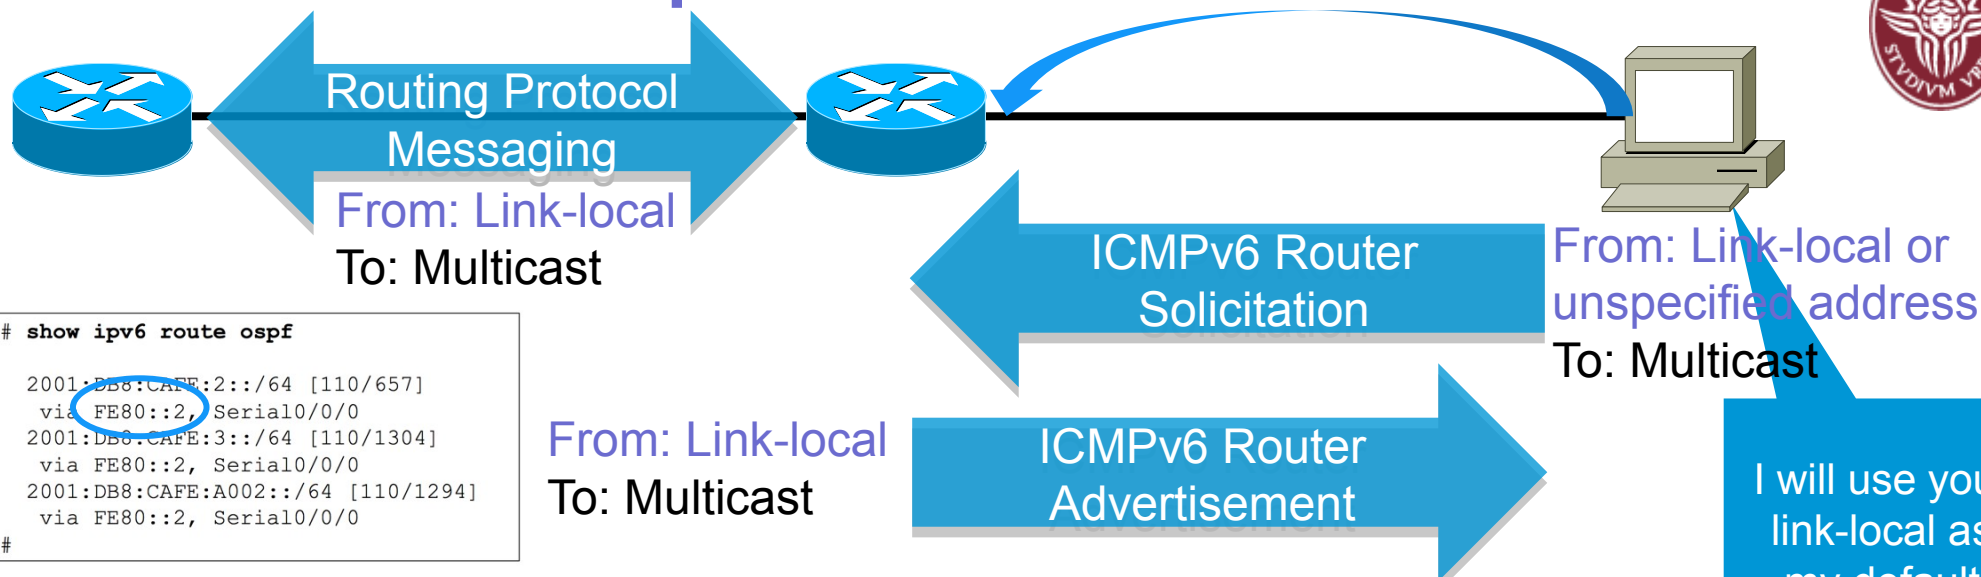 Routing Protocol
Messaging
From: Link-local
To: Multicast
ICMPv6 Router
Solicitation
From: Link-local or
unspecified address
To: Multicast
# show ipv6 route ospf
2001:DB8:CAFE:2::/64 [110/657]
via FE80::2, Serial0/0/0
2001:DB8:CAFE:3::/64 [110/1304]
via FE80::2, Serial0/0/0
2001:DB8:CAFE:A002::/64 [110/1294]
via FE80::2, Serial0/0/0
#
From: Link-local
To: Multicast
ICMPv6 Router
Advertisement
I will use you
link-local as
my default
STVDIVM